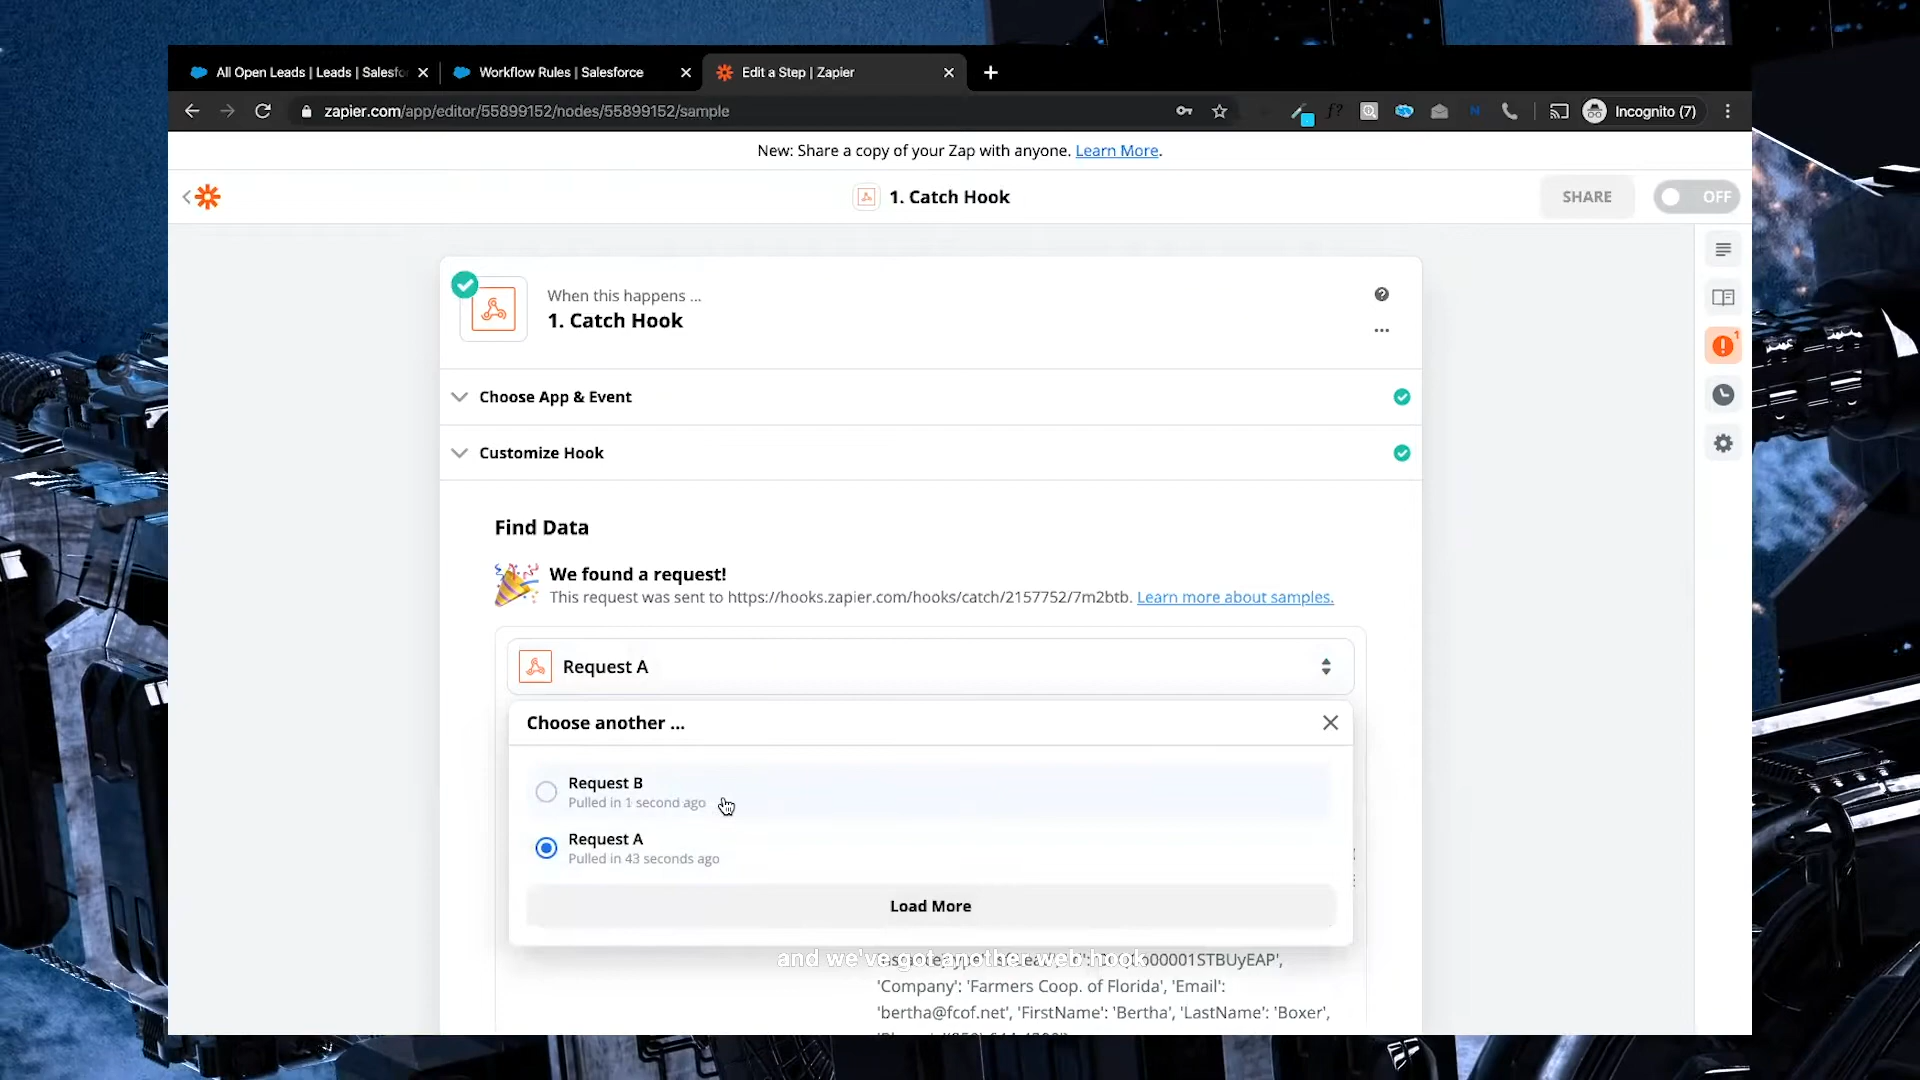 All Open Leads | Leads | Salesfo
Workflow Rules | Salesforce
Edit a Step | Zapier
zapier.com/app/editor/55899152/nodes/55899152/sample
Incognito (7)
New: Share a copy of your Zap with anyone. Learn More.
1. Catch Hook
SHARE
OFF
When this happens ...
1. Catch Hook
1
Choose App & Event
Customize Hook
Find Data
We found a request!
This request was sent to https://hooks.zapier.com/hooks/catch/2157752/7m2btb. Learn more about samples.
Request A
Choose another ...
Request B
Pulled in 1 second ago
Request A
Pulled in 43 seconds ago
Load More
and we've got another web hook
000001STBUyEAP',
'Company': 'Farmers Coop. of Florida', 'Email':
'bertha@fcof.net', 'FirstName': 'Bertha', 'LastName': 'Boxer',